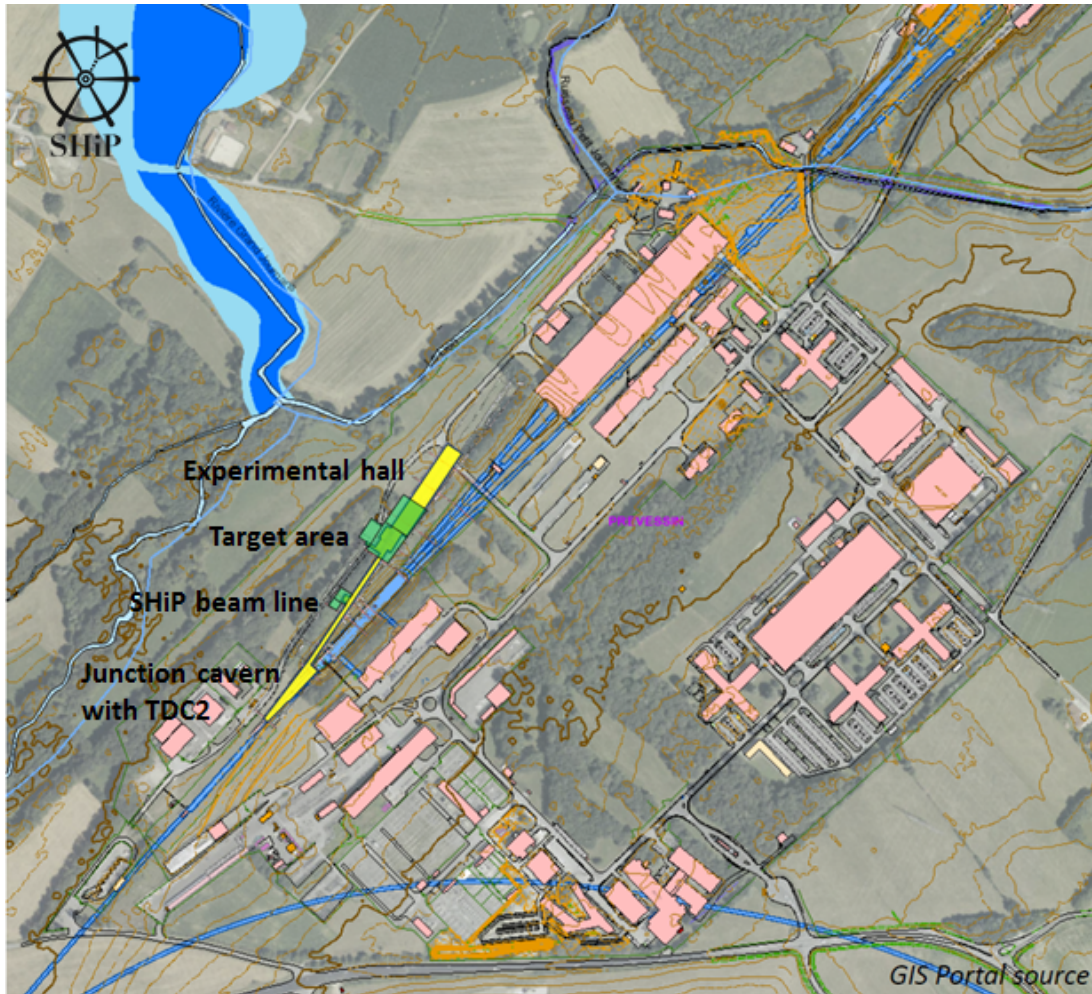 SHiP
Experimental hall
Target area
SHiP beam line
Junction cavern
with TDC2
PREVESSIN
GIS Portal source